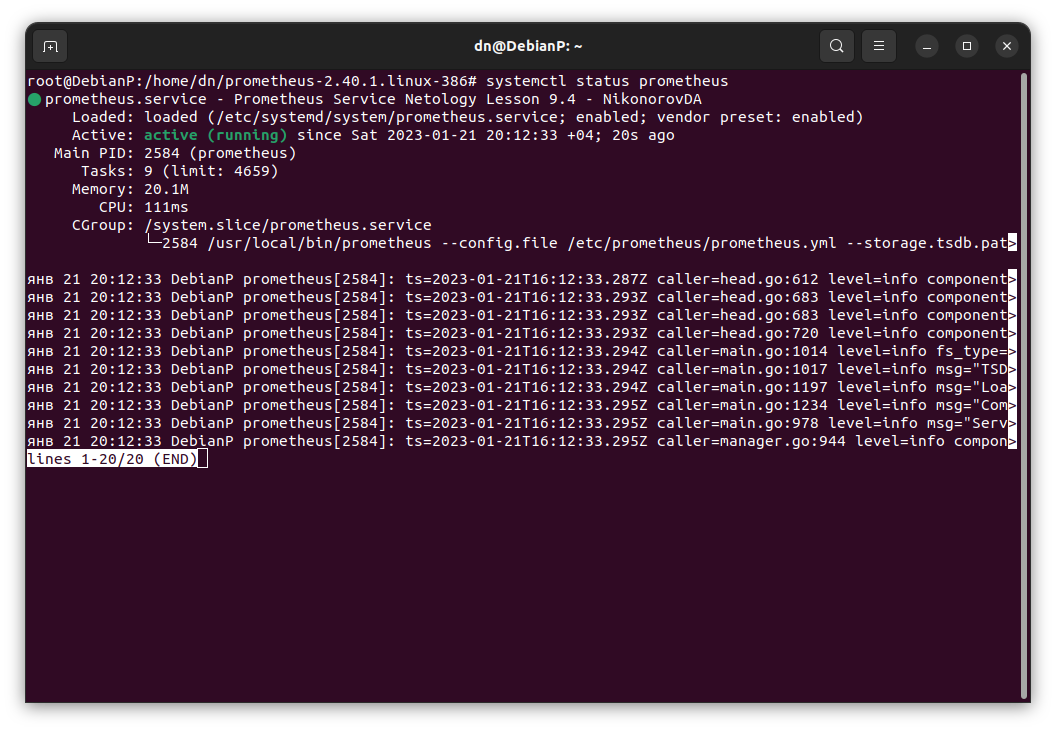 dn@DebianP: ~
root@DebianP:/home/dn/prometheus-2.40.1.linux-386# systemctl status prometheus
● prometheus.service - Prometheus Service Netology Lesson 9.4 - NikonorovDA
     Loaded: loaded (/etc/systemd/system/prometheus.service; enabled; vendor preset: enabled)
     Active: active (running) since Sat 2023-01-21 20:12:33 +04; 20s ago
   Main PID: 2584 (prometheus)
      Tasks: 9 (limit: 4659)
     Memory: 20.1M
        CPU: 111ms
     CGroup: /system.slice/prometheus.service
             └─2584 /usr/local/bin/prometheus --config.file /etc/prometheus/prometheus.yml --storage.tsdb.pat>
янв 21 20:12:33 DebianP prometheus[2584]: ts=2023-01-21T16:12:33.287Z caller=head.go:612 level=info component>
янв 21 20:12:33 DebianP prometheus[2584]: ts=2023-01-21T16:12:33.293Z caller=head.go:683 level=info component>
янв 21 20:12:33 DebianP prometheus[2584]: ts=2023-01-21T16:12:33.293Z caller=head.go:683 level=info component>
янв 21 20:12:33 DebianP prometheus[2584]: ts=2023-01-21T16:12:33.293Z caller=head.go:720 level=info component>
янв 21 20:12:33 DebianP prometheus[2584]: ts=2023-01-21T16:12:33.294Z caller=main.go:1014 level=info fs_type=>
янв 21 20:12:33 DebianP prometheus[2584]: ts=2023-01-21T16:12:33.294Z caller=main.go:1017 level=info msg="TSD>
янв 21 20:12:33 DebianP prometheus[2584]: ts=2023-01-21T16:12:33.294Z caller=main.go:1197 level=info msg="Loa>
янв 21 20:12:33 DebianP prometheus[2584]: ts=2023-01-21T16:12:33.295Z caller=main.go:1234 level=info msg="Com>
янв 21 20:12:33 DebianP prometheus[2584]: ts=2023-01-21T16:12:33.295Z caller=main.go:978 level=info msg="Serv>
янв 21 20:12:33 DebianP prometheus[2584]: ts=2023-01-21T16:12:33.295Z caller=manager.go:944 level=info compon>
lines 1-20/20 (END)